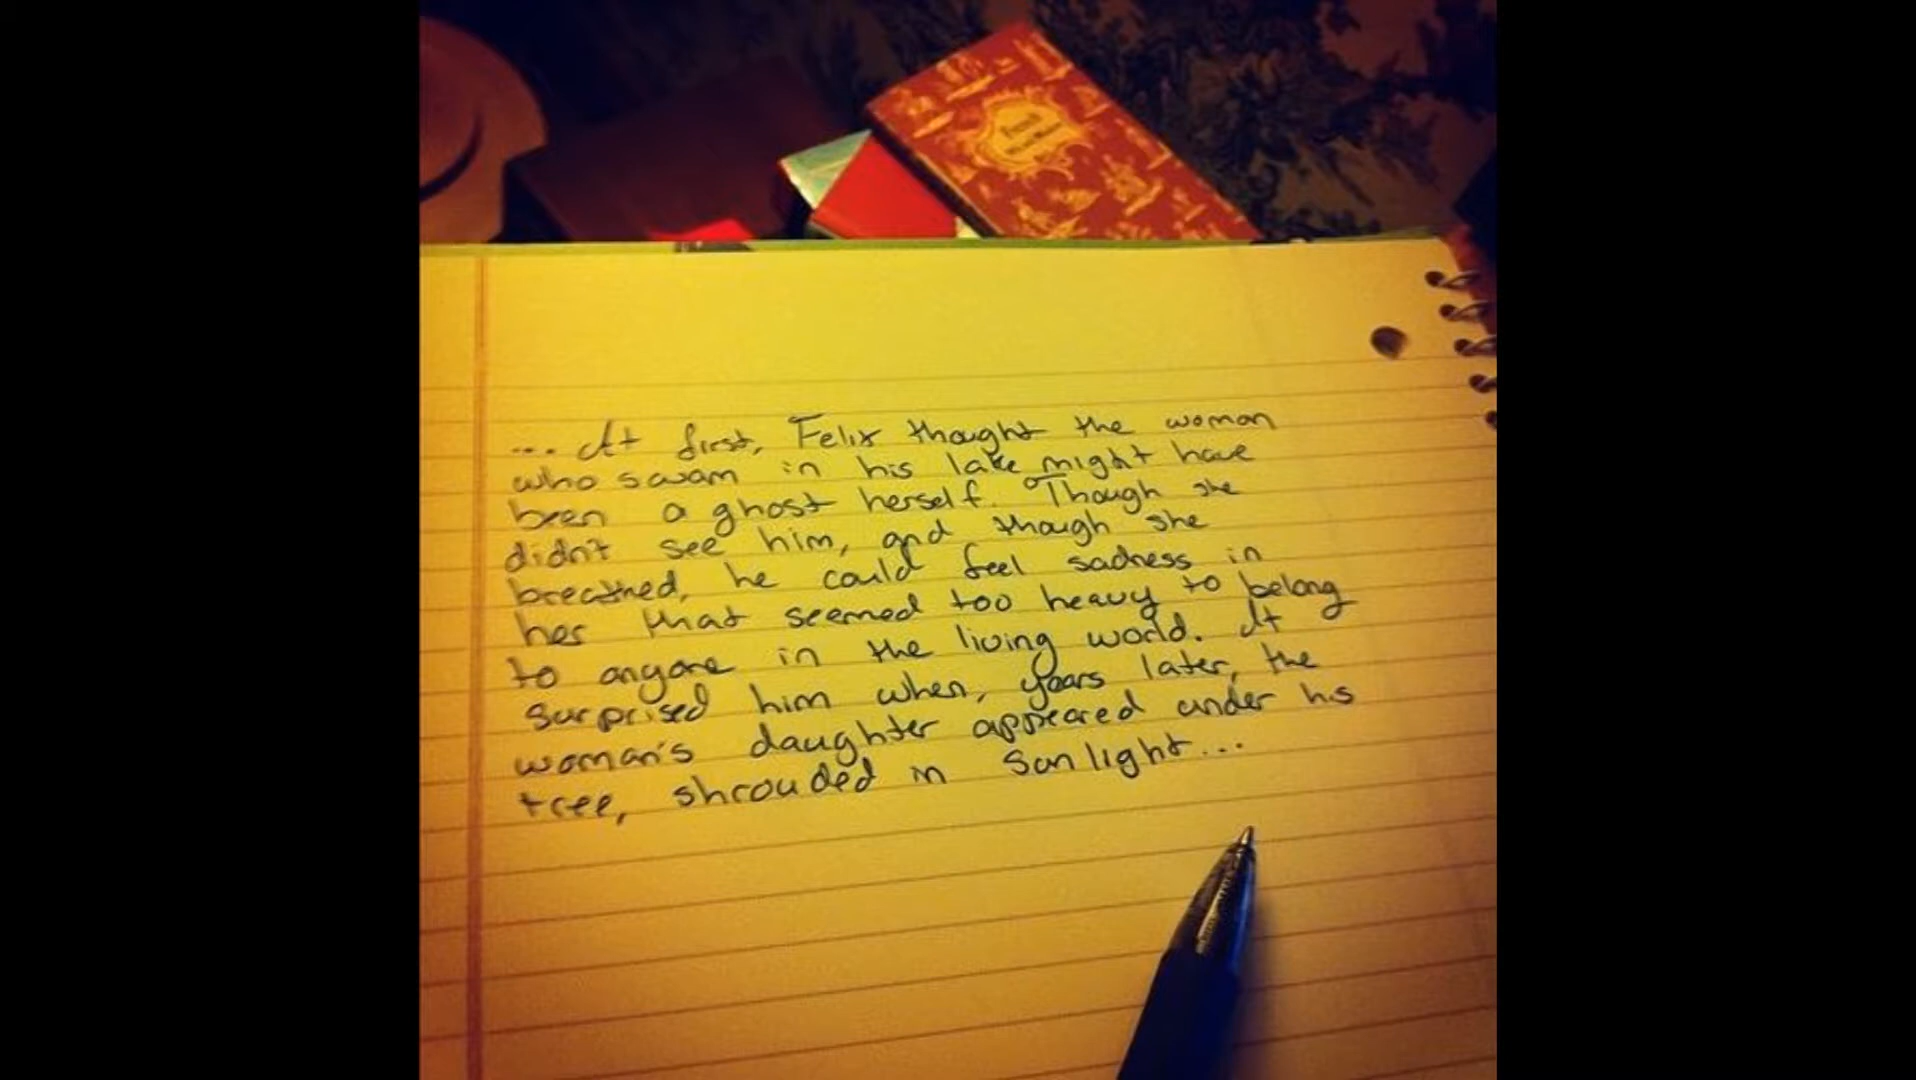 ... At first, Felix thought the woman
who swam in his lake might have
been a ghost herself. Though she
didn't see him, and though she
breathed, he could feel sadness in
her that seemed too heavy to belong
to anyone in the living world. It
surprised him when, years later, the
woman's daughter appeared under his
tree, shrouded in sunlight...